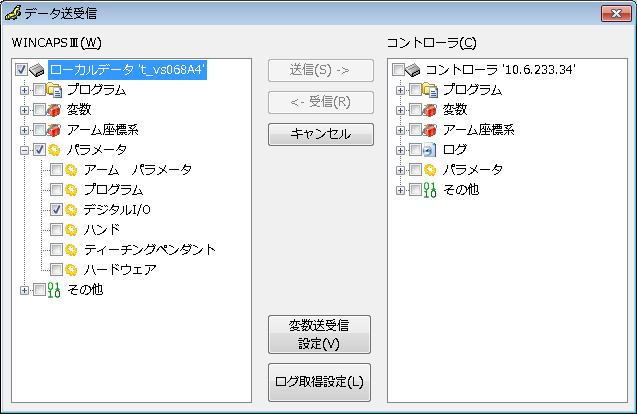 データ送受信
WINCAPSⅢ(W)
ローカルデータ 't_vs068A4'
プログラム
変数
アーム座標系
パラメータ
アーム　パラメータ
プログラム
デジタルI/O
ハンド
ティーチングペンダント
ハードウェア
その他
送信(S) ->
<- 受信(R)
キャンセル
変数送受信
設定(V)
ログ取得設定(L)
コントローラ(C)
コントローラ '10.6.233.34'
プログラム
変数
アーム座標系
ログ
パラメータ
その他